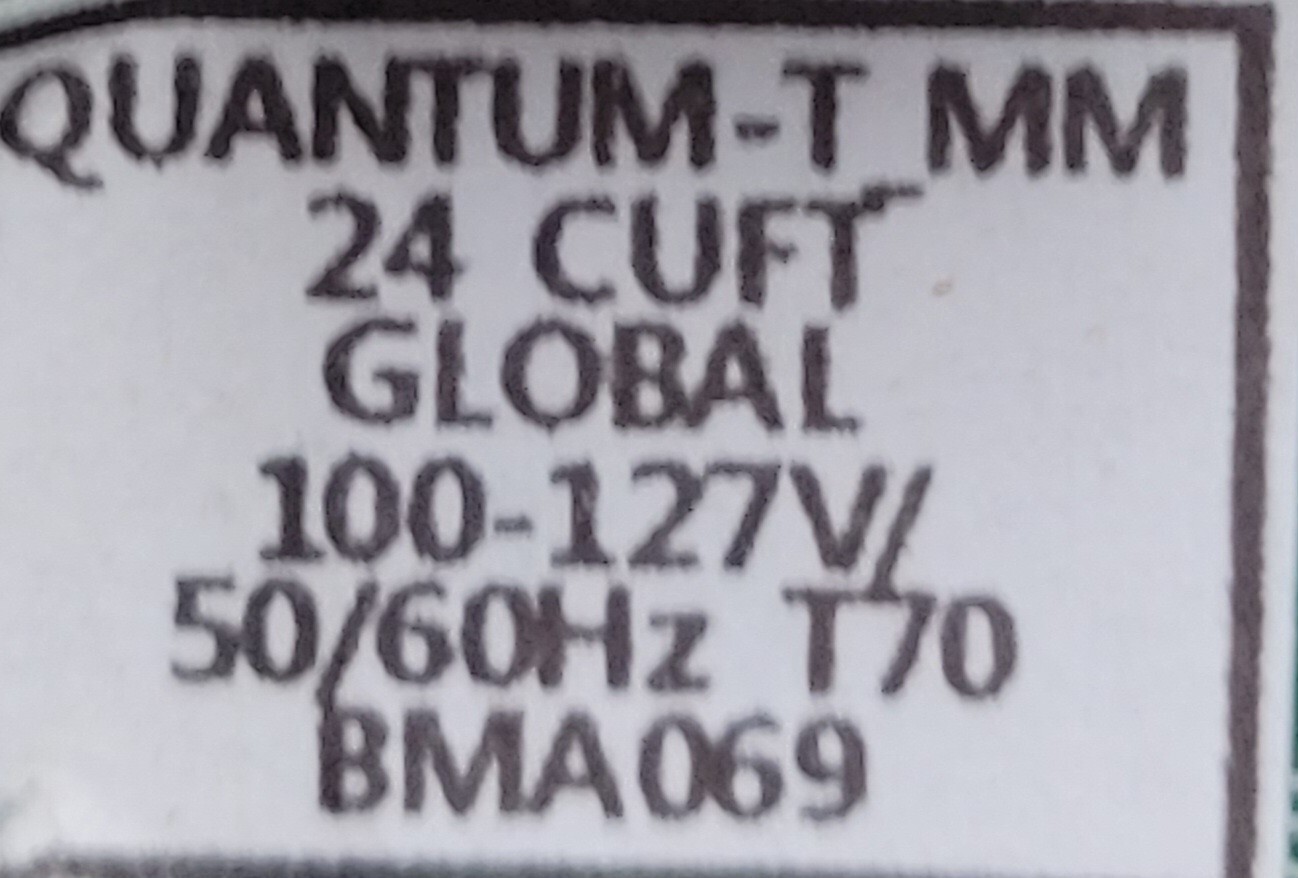 QUANTUM-T MM
24 CUFT
GLOBAL
100-127V/
50/60Hz T70
BMA069